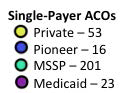 Single-Payer ACOs
Private – 53
Pioneer – 16
MSSP – 201
Medicaid – 23